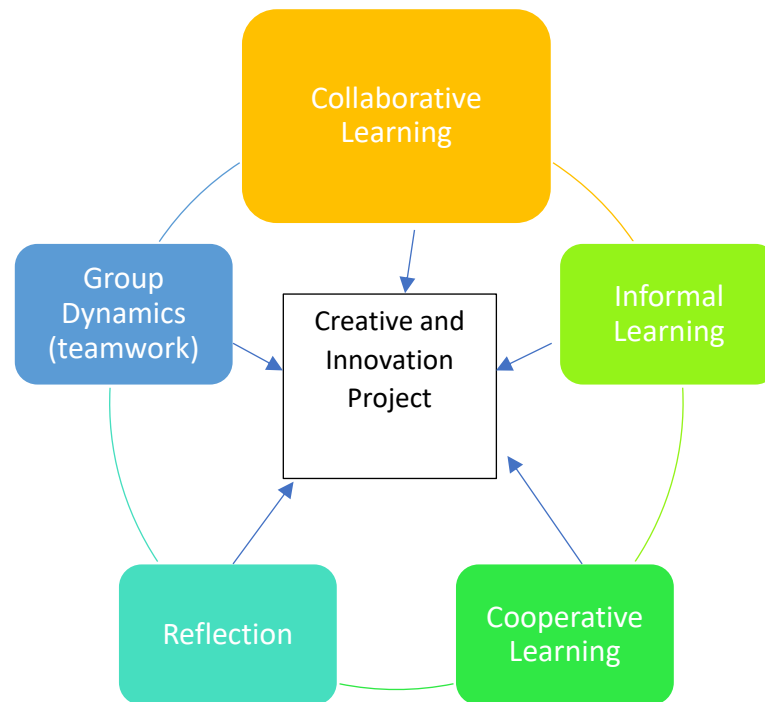 Collaborative
Learning
Group
Dynamics
(teamwork)
Creative and
Innovation
Project
Informal
Learning
Reflection
Cooperative
Learning